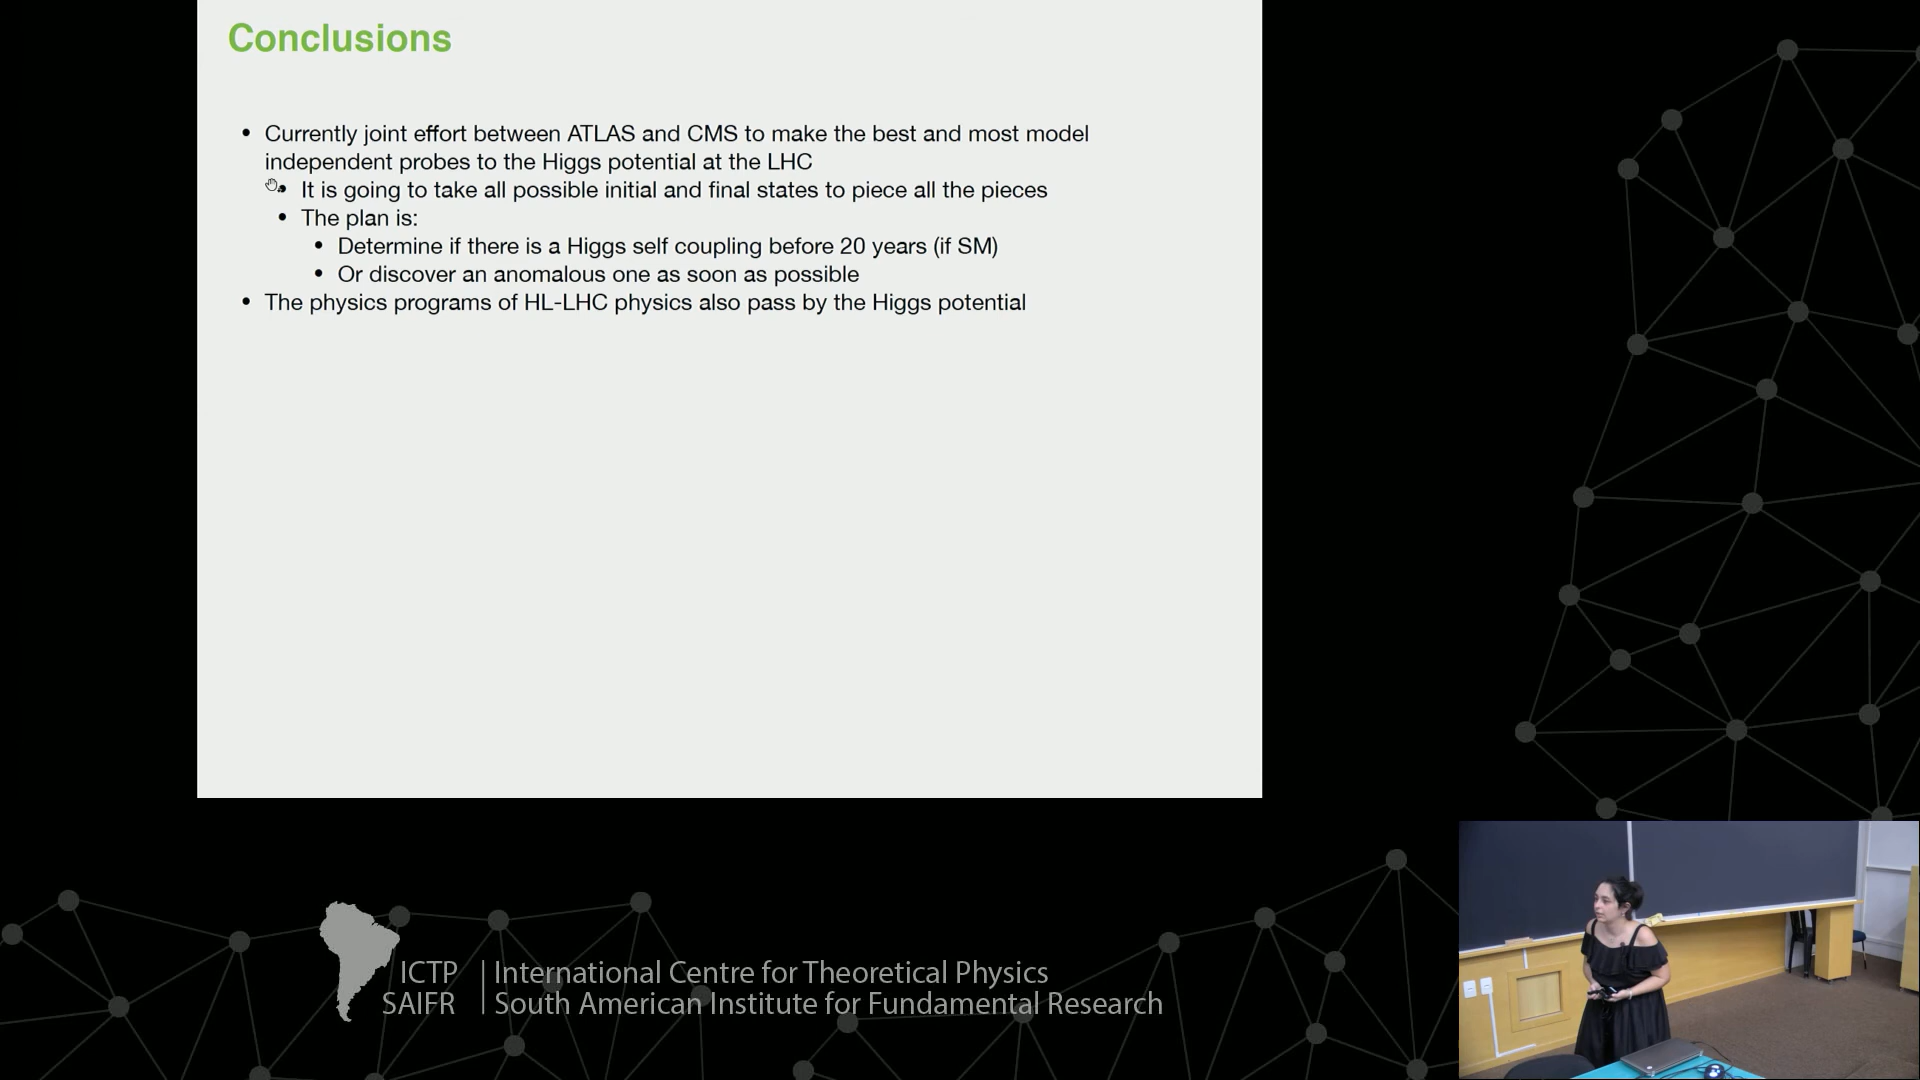 Conclusions
• Currently joint effort between ATLAS and CMS to make the best and most model
independent probes to the Higgs potential at the LHC
• It is going to take all possible initial and final states to piece all the pieces
• The plan is:
• Determine if there is a Higgs self coupling before 20 years (if SM)
• Or discover an anomalous one as soon as possible
• The physics programs of HL-LHC physics also pass by the Higgs potential
ICTP | International Centre for Theoretical Physics
SAIFR | South American Institute for Fundamental Research